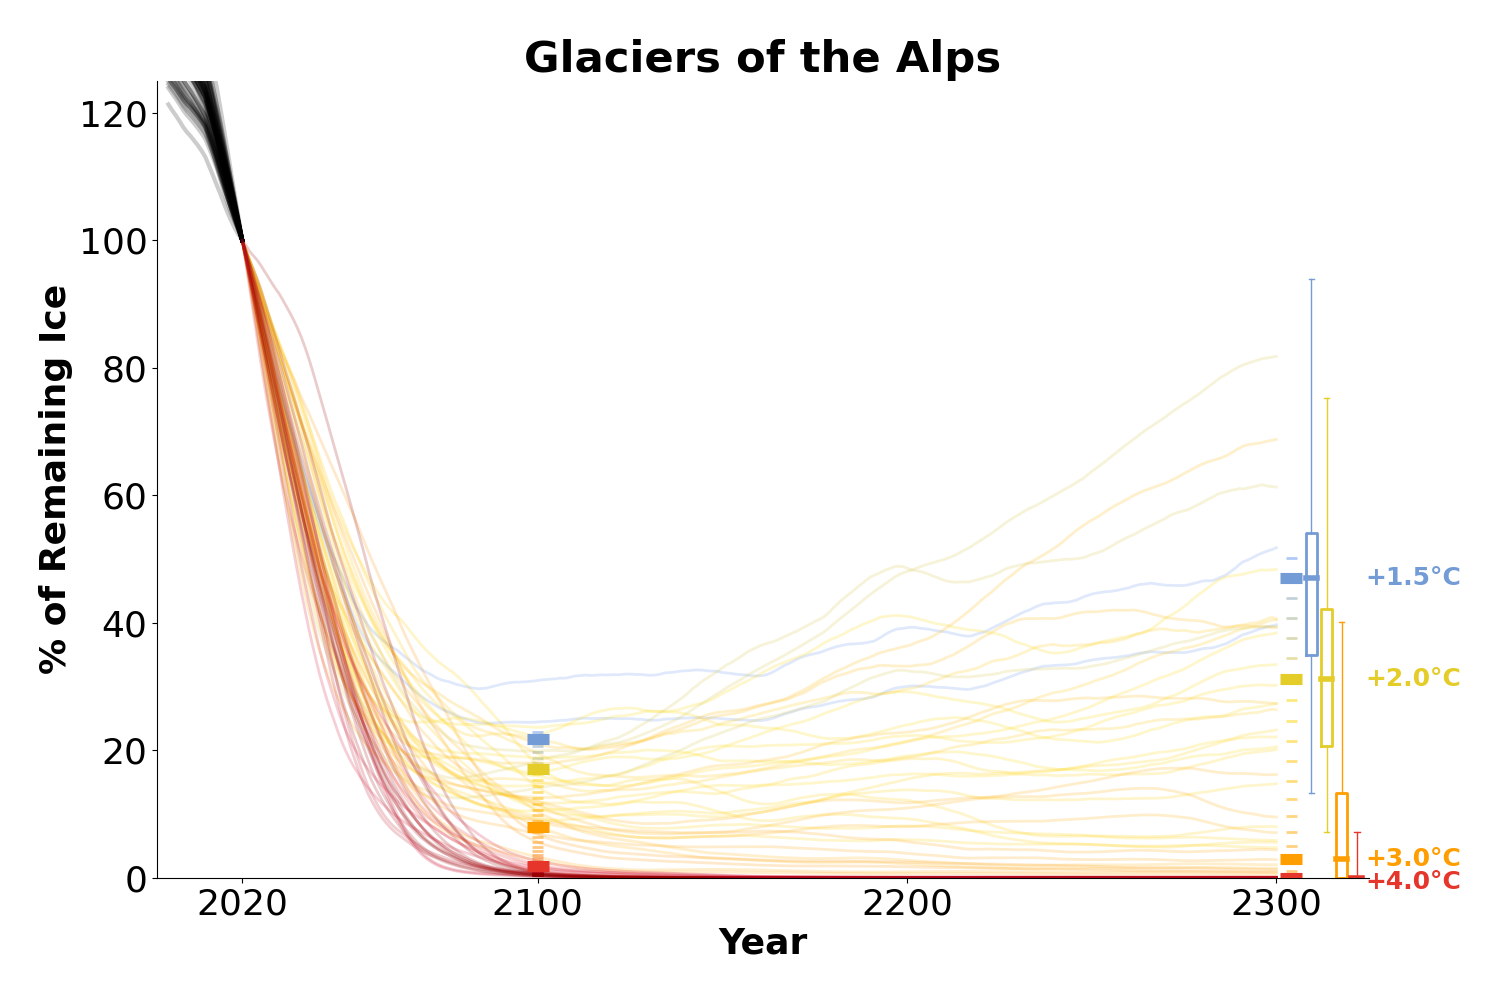 Glaciers of the Alps
% of Remaining Ice
120
100
80
60
40
20
0
+1.5°C
+2.0°C
+3.0°C
+4.0°C
2020 2100 2200 2300
Year